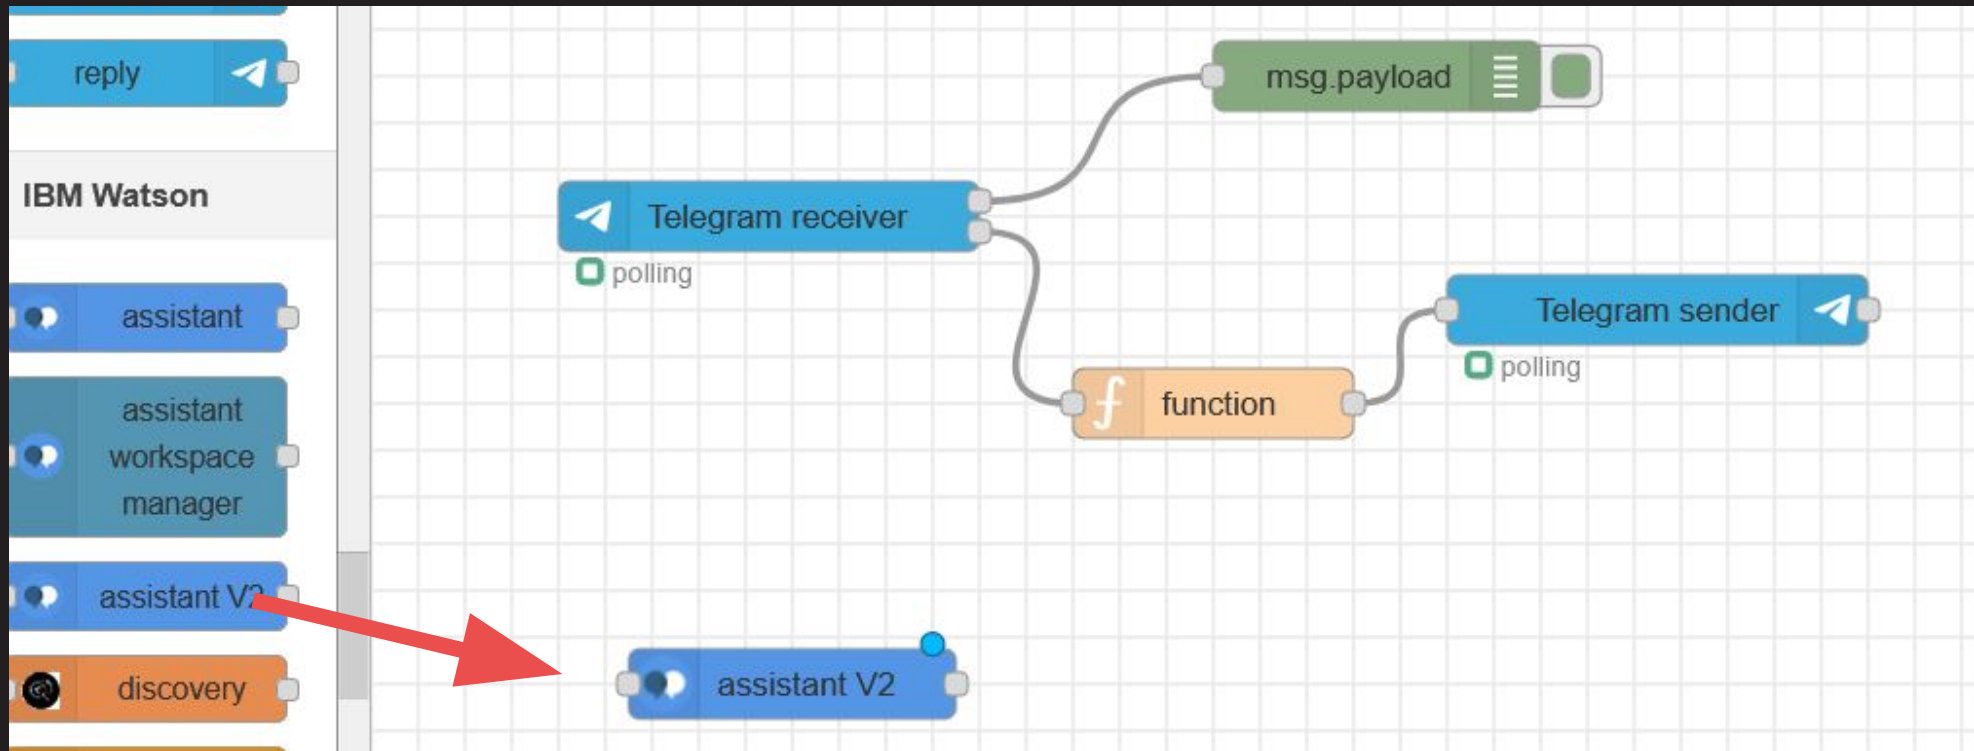 reply
IBM Watson
assistant
assistant
workspace
manager
assistant V2
discovery
msg.payload
Telegram receiver
polling
Telegram sender
polling
function
assistant V2